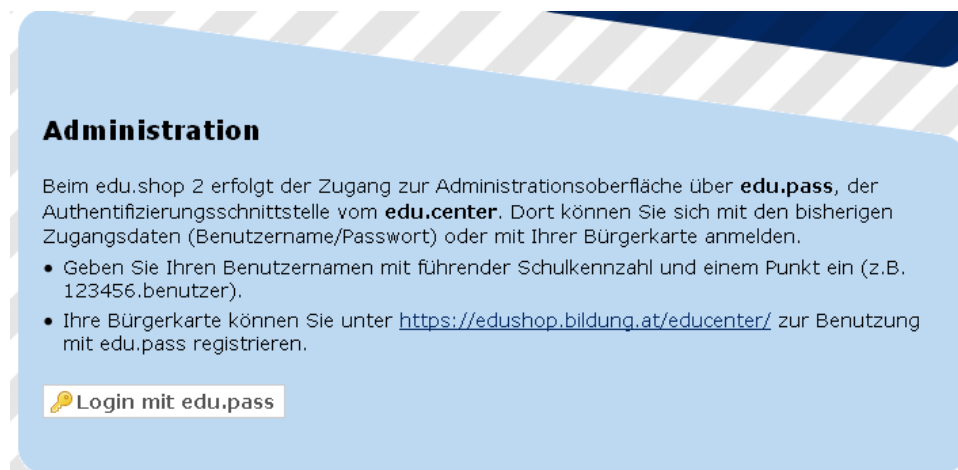 Administration
Beim edu.shop 2 erfolgt der Zugang zur Administrationsoberfläche über edu.pass, der
Authentifizierungsschnittstelle vom edu.center. Dort können Sie sich mit den bisherigen
Zugangsdaten (Benutzername/Passwort) oder mit Ihrer Bürgerkarte anmelden.
• Geben Sie Ihren Benutzernamen mit führender Schulkennzahl und einem Punkt ein (z.B.
123456.benutzer).
• Ihre Bürgerkarte können Sie unter https://edushop.bildung.at/educenter/ zur Benutzung
mit edu.pass registrieren.
Login mit edu.pass